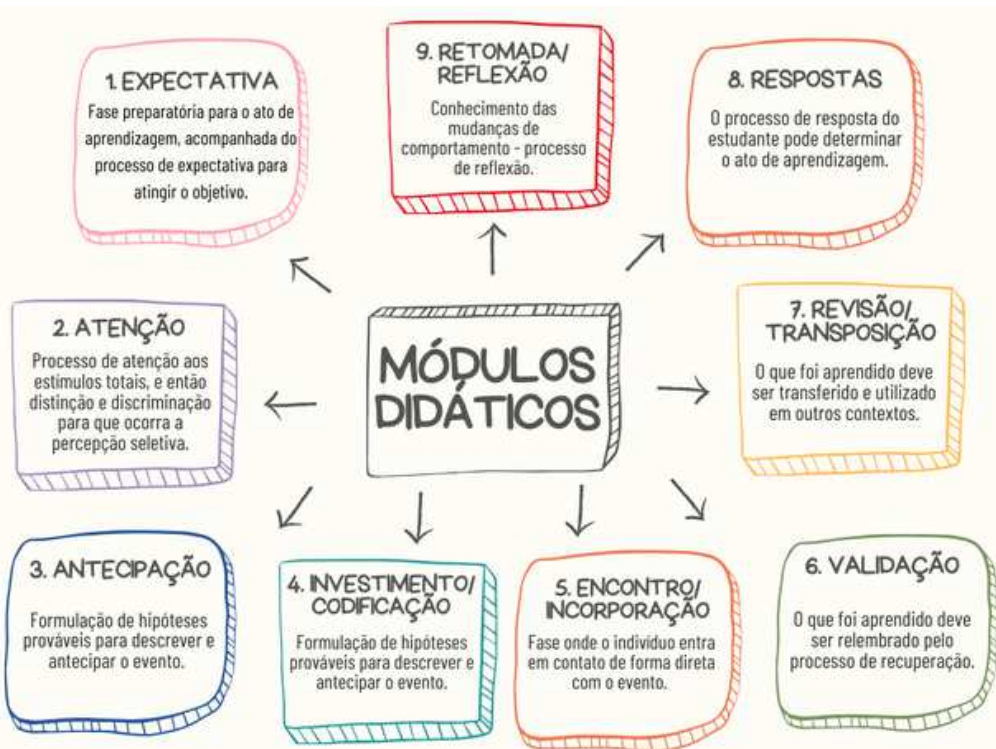 MÓDULOS
DIDÁTICOS
1. EXPECTATIVA
Fase preparatória para o ato de
aprendizagem, acompanhada do
processo de expectativa para
atingir o objetivo.
2. ATENÇÃO
Processo de atenção aos
estímulos totais, e então
distinção e discriminação
para que ocorra a
percepção seletiva.
3. ANTECIPAÇÃO
Formulação de hipóteses
prováveis para descrever e
antecipar o evento.
4. INVESTIMENTO/
CODIFICAÇÃO
Formulação de hipóteses
prováveis para descrever e
antecipar o evento.
5. ENCONTRO/
INCORPORAÇÃO
Fase onde o indivíduo entra
em contato de forma direta
com o evento.
6. VALIDAÇÃO
O que foi aprendido deve
ser relembrado pelo
processo de recuperação.
7. REVISÃO/
TRANSPOSIÇÃO
O que foi aprendido deve
ser transferido e utilizado
em outros contextos.
8. RESPOSTAS
O processo de resposta do
estudante pode determinar
o ato de aprendizagem.
9. RETOMADA/
REFLEXÃO
Conhecimento das
mudanças de
comportamento - processo
de reflexão.